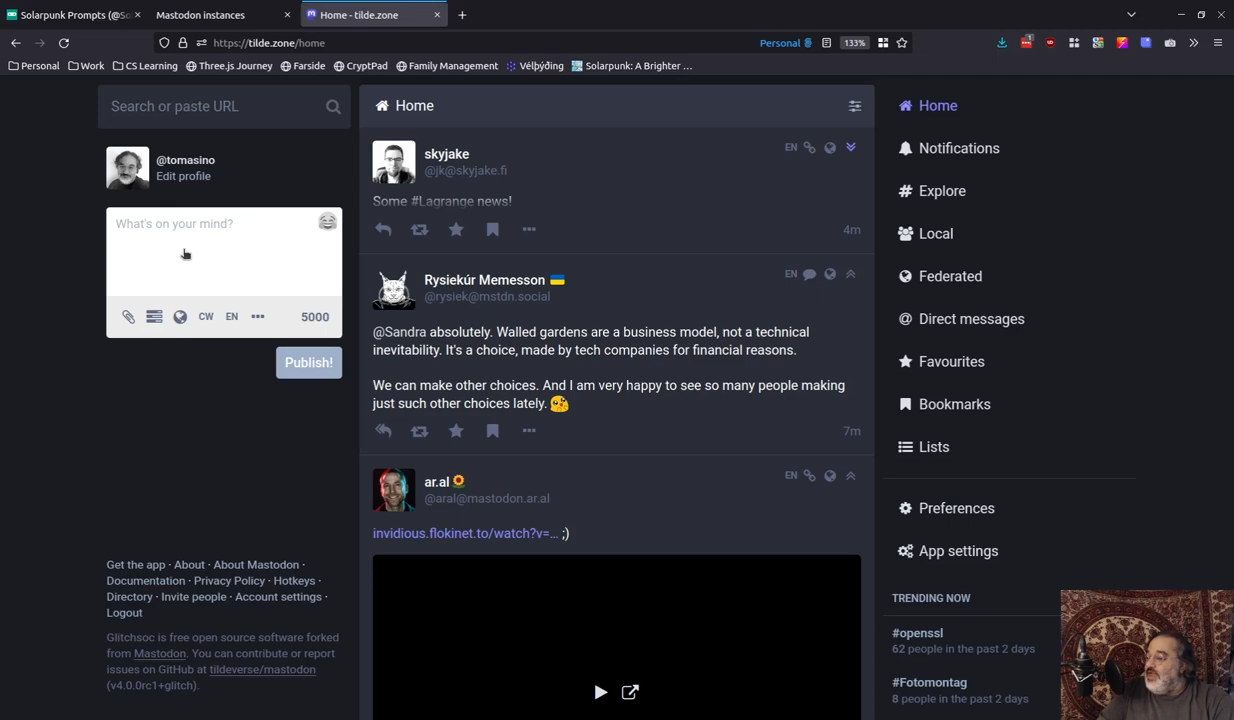 Solarpunk Prompts (@So
Mastodon instances
Home - tilde.zone
https://tilde.zone/home
Personal
133%
1
Personal
Work
CS Learning
Three.js Journey
Farside
CryptPad
Family Management
Vélþýðing
Solarpunk: A Brighter ...
Search or paste URL
@tomasino
Edit profile
What's on your mind?
CW
EN
5000
Publish!
Get the app · About · About Mastodon ·
Documentation · Privacy Policy · Hotkeys ·
Directory · Invite people · Account settings ·
Logout
Glitchsoc is free open source software forked
from Mastodon. You can contribute or report
issues on GitHub at tildeverse/mastodon
(v4.0.0rc1+glitch).
Home
skyjake
@jk@skyjake.fi
EN
Some #Lagrange news!
4m
Rysiekúr Memesson
@rysiek@mstdn.social
EN
@Sandra absolutely. Walled gardens are a business model, not a technical
inevitability. It's a choice, made by tech companies for financial reasons.
We can make other choices. And I am very happy to see so many people making
just such other choices lately.
7m
ar.al
@aral@mastodon.ar.al
EN
invidious.flokinet.to/watch?v=… ;)
Home
Notifications
Explore
Local
Federated
Direct messages
Favourites
Bookmarks
Lists
Preferences
App settings
TRENDING NOW
#openssl
62 people in the past 2 days
#Fotomontag
8 people in the past 2 days